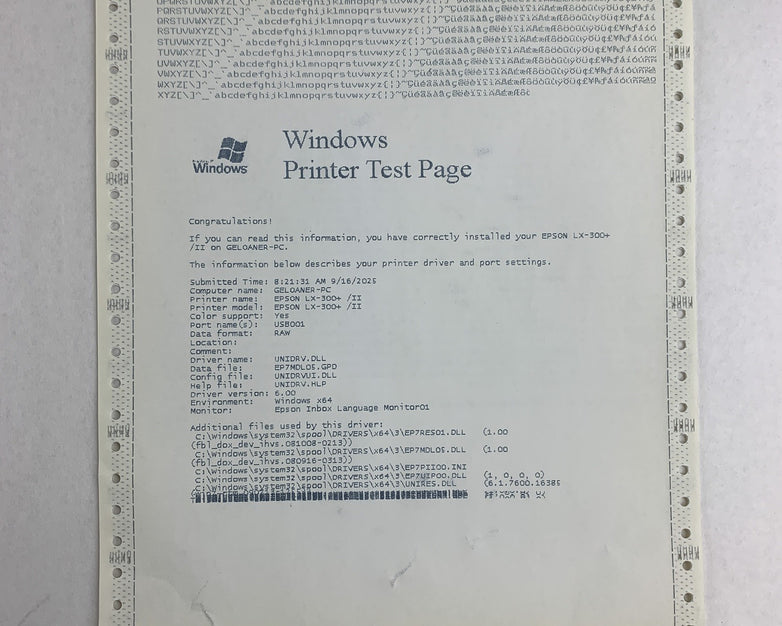 RSTUVWXYZ[\]^_`abcdefghijklmnopqrstuvwxyz{¦}~
STUVWXYZ[\]^_`abcdefghijklmnopqrstuvwxyz{¦}~
TUVWXYZ[\]^_`abcdefghijklmnopqrstuvwxyz{¦}~
UVWXYZ[\]^_`abcdefghijklmnopqrstuvwxyz{¦}~
VWXYZ[\]^_`abcdefghijklmnopqrstuvwxyz{¦}~
WXYZ[\]^_`abcdefghijklmnopqrstuvwxyz{¦}~
XYZ[\]^_`abcdefghijklmnopqrstuvwxyz{¦}~
Windows
Windows
Printer Test Page
Congratulations!
If you can read this information, you have correctly installed your EPSON LX-300+
/II on GELOANER-PC.
The information below describes your printer driver and port settings.
Submitted Time: 8:21:31 AM 9/16/2025
Computer name: GELOANER-PC
Printer name: EPSON LX-300+ /II
Printer model: EPSON LX-300+ /II
Color support: Yes
Port name(s): USB001
Data format: RAW
Location:
Comment:
Driver name: UNIDRV.DLL
Data file: EP7MDL05.GPD
Config file: UNIDRVUI.DLL
Help file: UNIDRV.HLP
Driver version: 6.00
Environment: Windows x64
Monitor: Epson Inbox Language Monitor01
Additional files used by this driver:
C:\Windows\system32\spool\DRIVERS\x64\3\EP7RES01.DLL (1.00
(fbl_dox_dev_ihvs.081008-0213))
C:\Windows\system32\spool\DRIVERS\x64\3\EP7MDL05.DLL (1.00
(fbl_dox_dev_ihvs.080916-0313))
C:\Windows\system32\spool\DRIVERS\x64\3\EP7PII00.INI
C:\Windows\system32\spool\DRIVERS\x64\3\EP7UIP00.DLL (1, 0, 0, 0)
C:\Windows\system32\spool\DRIVERS\x64\3\UNIRES.DLL (6.1.7600.16385